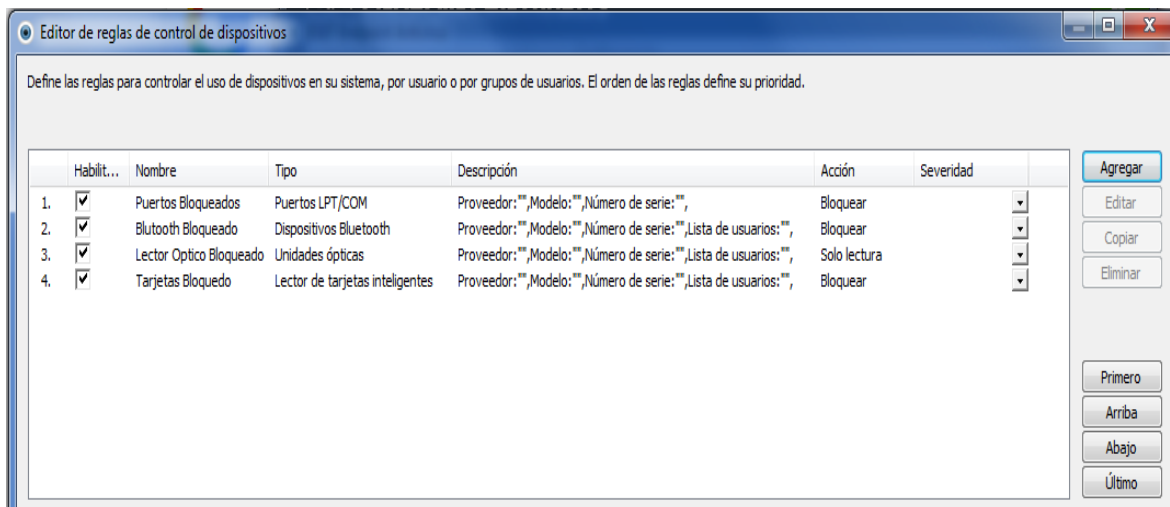 Editor de reglas de control de dispositivos
Define las reglas para controlar el uso de dispositivos en su sistema, por usuario o por grupos de usuarios. El orden de las reglas define su prioridad.
Habilit... Nombre Tipo Descripción Acción Severidad
1. Puertos Bloqueados Puertos LPT/COM Proveedor:"",Modelo:"",Número de serie:"", Bloquear
2. Blutooth Bloqueado Dispositivos Bluetooth Proveedor:"",Modelo:"",Número de serie:"",Lista de usuarios:"", Bloquear
3. Lector Optico Bloqueado Unidades ópticas Proveedor:"",Modelo:"",Número de serie:"",Lista de usuarios:"", Solo lectura
4. Tarjetas Bloquedo Lector de tarjetas inteligentes Proveedor:"",Modelo:"",Número de serie:"",Lista de usuarios:"", Bloquear
Agregar
Editar
Copiar
Eliminar
Primero
Arriba
Abajo
Último